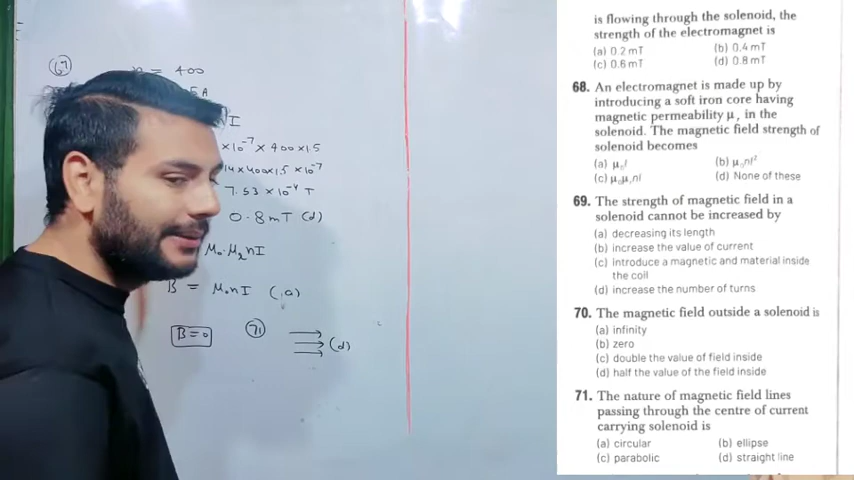 67
n = 400
5A
I
× 10⁻⁷ × 400 × 1.5
14×400×1.5 ×10⁻⁷
7.53 × 10⁻⁴ T
0.8mT (d)
μ₀.μᵣnI
B = μ₀nI (a)
B=0
71
(d)
is flowing through the solenoid, the
strength of the electromagnet is
(a) 0.2 mT (b) 0.4 mT
(c) 0.6 mT (d) 0.8 mT
68. An electromagnet is made up by
introducing a soft iron core having
magnetic permeability μᵣ in the
solenoid. The magnetic field strength of
solenoid becomes
(a) μ₀I (b) μ₀nI²
(c) μ₀μᵣnI (d) None of these
69. The strength of magnetic field in a
solenoid cannot be increased by
(a) decreasing its length
(b) increase the value of current
(c) introduce a magnetic and material inside
the coil
(d) increase the number of turns
70. The magnetic field outside a solenoid is
(a) infinity
(b) zero
(c) double the value of field inside
(d) half the value of the field inside
71. The nature of magnetic field lines
passing through the centre of current
carrying solenoid is
(a) circular (b) ellipse
(c) parabolic (d) straight line